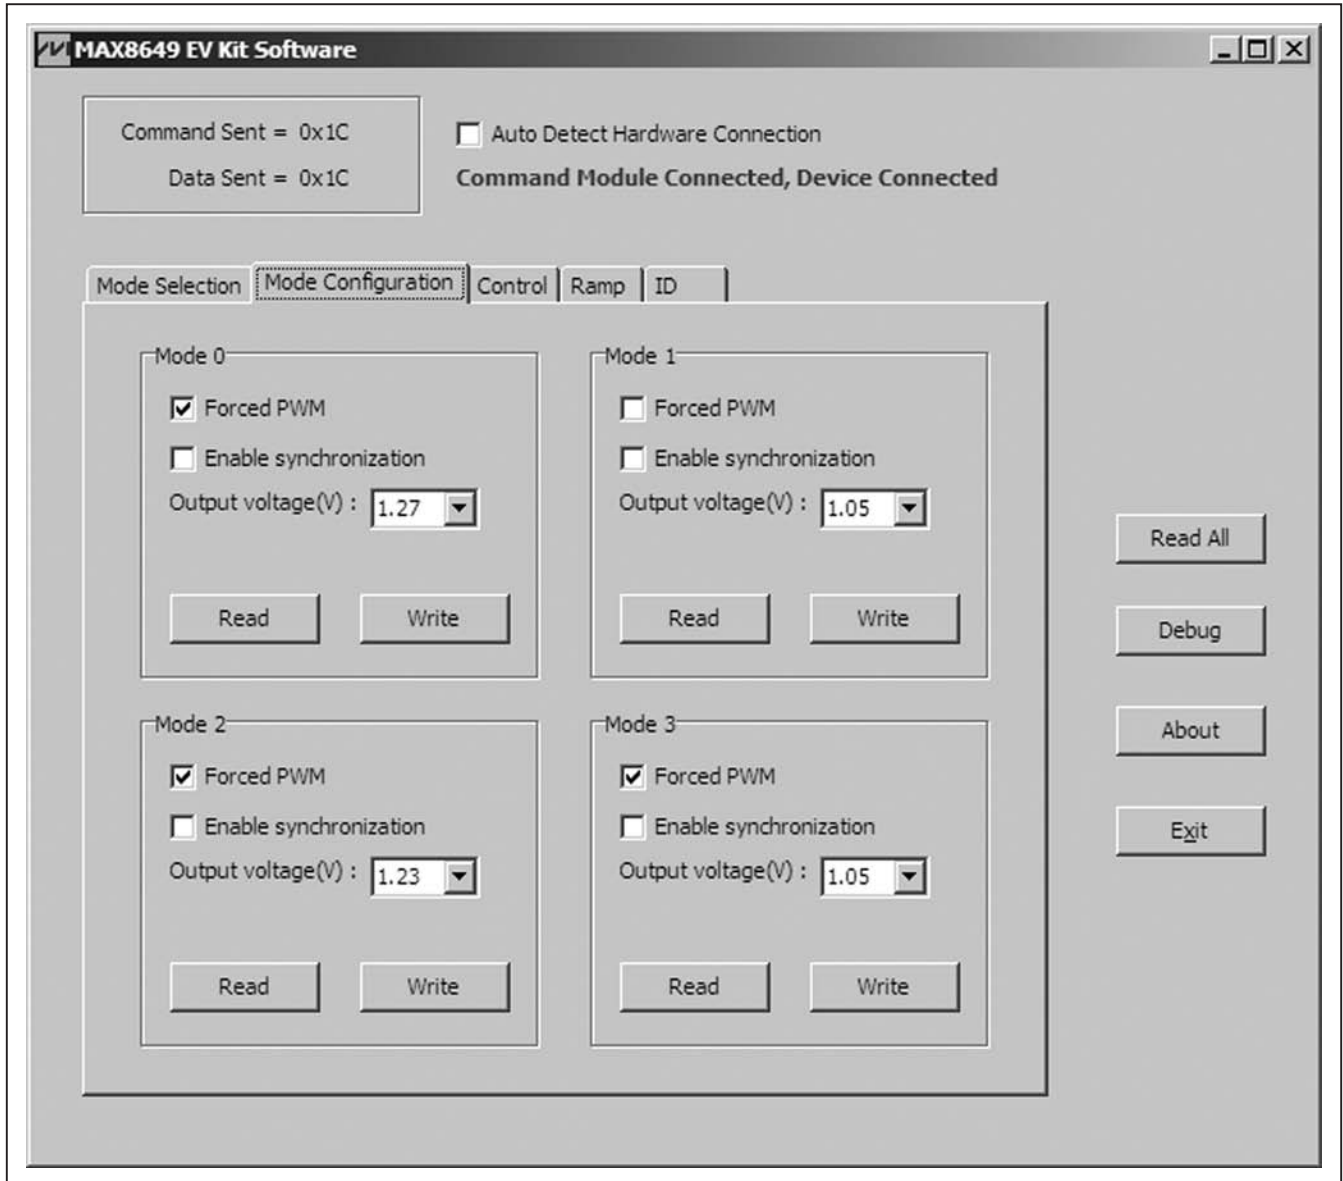 MAX8649 EV Kit Software
Command Sent = 0x1C
Data Sent = 0x1C
Auto Detect Hardware Connection
Command Module Connected, Device Connected
Mode Selection Mode Configuration Control Ramp ID
Mode 0
Forced PWM
Enable synchronization
Output voltage(V) : 1.27
Read Write
Mode 1
Forced PWM
Enable synchronization
Output voltage(V) : 1.05
Read Write
Mode 2
Forced PWM
Enable synchronization
Output voltage(V) : 1.23
Read Write
Mode 3
Forced PWM
Enable synchronization
Output voltage(V) : 1.05
Read Write
Read All
Debug
About
Exit